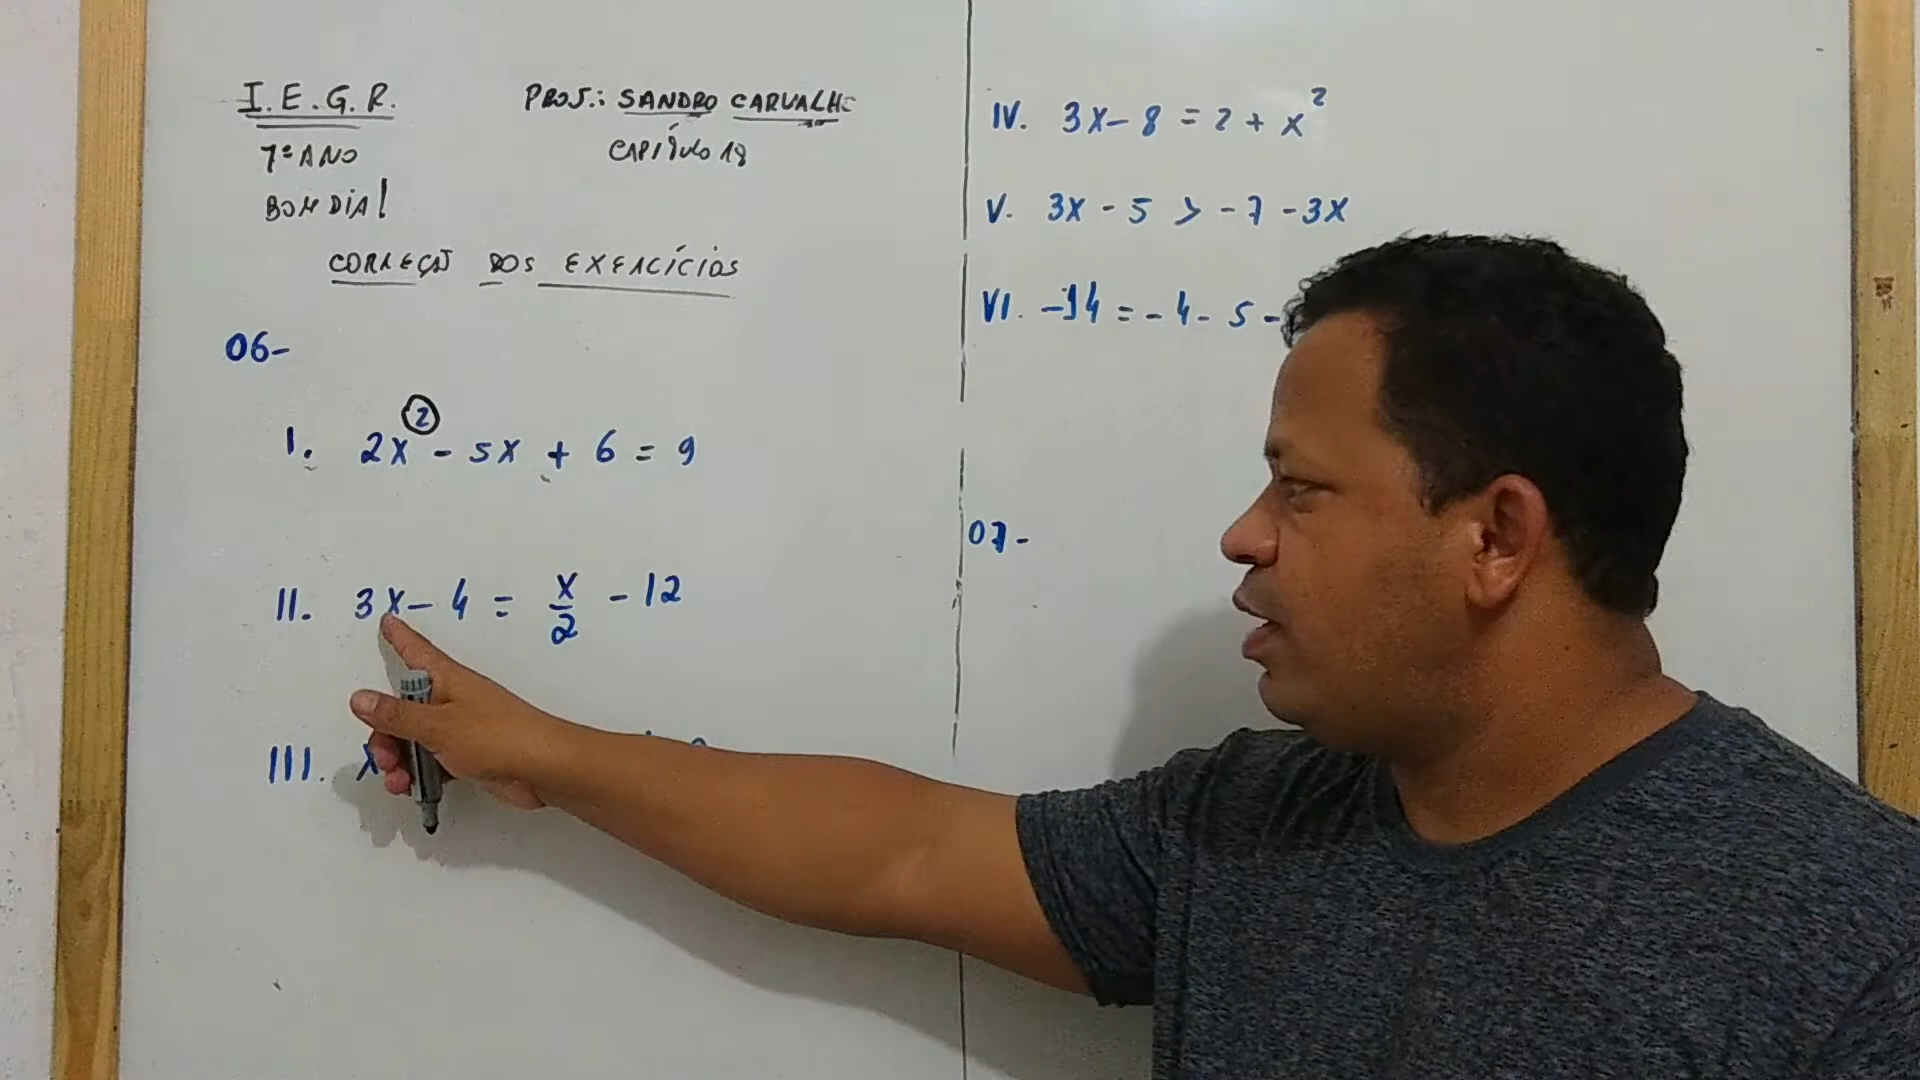 I.E.G.R.
PROF.: SANDRO CARVALHO
7º ANO
CAPÍTULO 18
BOM DIA!
CORREÇÃO DOS EXERCÍCIOS
06-
I. 2x² - 5x + 6 = 9
II. 3x - 4 = x/2 - 12
III. x
IV. 3x - 8 = 2 + x²
V. 3x - 5 > -7 - 3x
VI. -14 = -4 - 5 -
07-